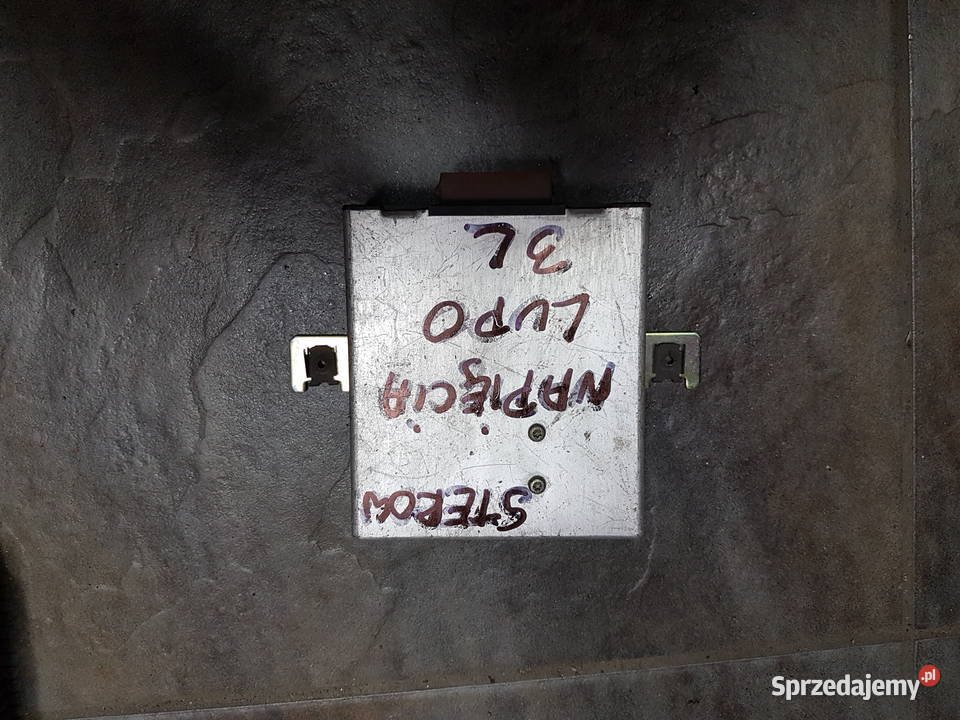 STEROW
NAPIĘCIA
LUPO
3L
Sprzedajemy.pl